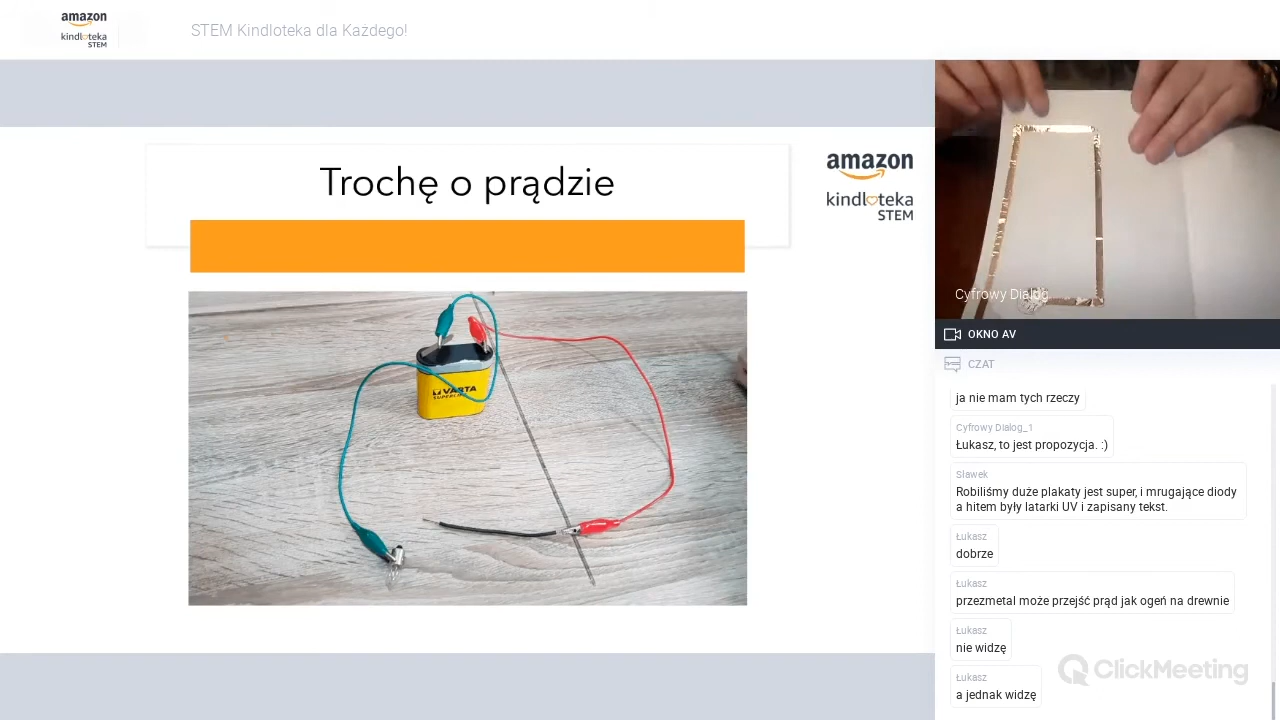 amazon
kindloteka
STEM
STEM Kindloteka dla Każdego!
Trochę o prądzie
amazon
kindloteka
STEM
VARTA
SUPERLIFE
Cyfrowy Dialog
OKNO AV
CZAT
ja nie mam tych rzeczy
Cyfrowy Dialog_1
Łukasz, to jest propozycja. :)
Sławek
Robiliśmy duże plakaty jest super, i mrugające diody
a hitem były latarki UV i zapisany tekst.
Łukasz
dobrze
Łukasz
przezmetal może przejść prąd jak ogeń na drewnie
Łukasz
nie widzę
Łukasz
a jednak widzę
ClickMeeting